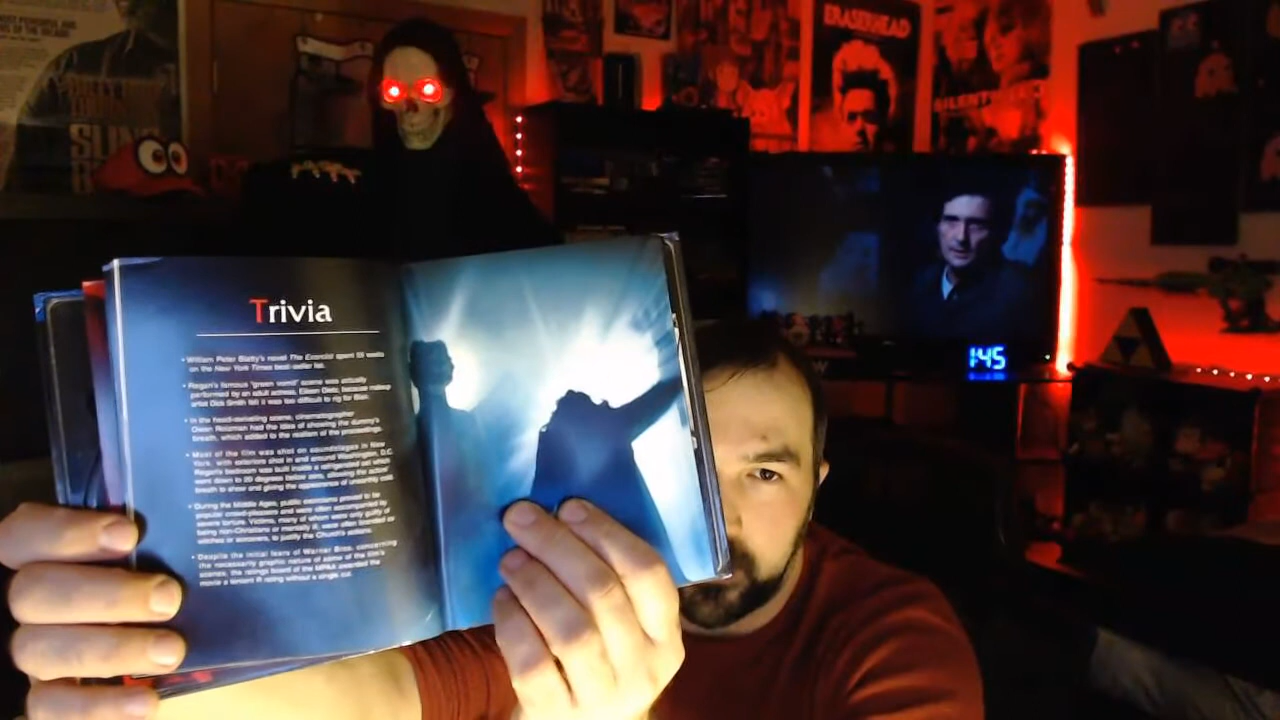 ERASERHEAD
SILENT
SLING
Trivia
• William Peter Blatty's novel The Exorcist spent 55 weeks
on the New York Times best-seller list.
• Regan's famous "green vomit" scene was actually
performed by an adult actress, Eileen Dietz, because makeup
artist Dick Smith felt it was too difficult to rig for Blair.
• In the head-swiveling scene, cinematographer
Owen Roizman had the idea of showing the dummy's
breath, which added to the realism of the proceedings.
• Most of the film was shot on soundstages in New
York, with exteriors shot in and around Washington, D.C.
Regan's bedroom was built inside a refrigerated set which
went down to 20 degrees below zero, allowing the actors'
breath to show and giving the appearance of unearthly cold.
• During the Middle Ages, public exorcisms proved to be
popular crowd-pleasers and were often accompanied by
severe torture. Victims, many of whom were only guilty of
being non-Christians or mentally ill, were often branded as
witches or sorcerers, to justify the Church's actions.
• Despite the initial fears of Warner Bros. concerning
the necessarily graphic nature of some of the film's
scenes, the ratings board of the MPAA awarded the
movie a lenient R rating without a single cut.
1:45